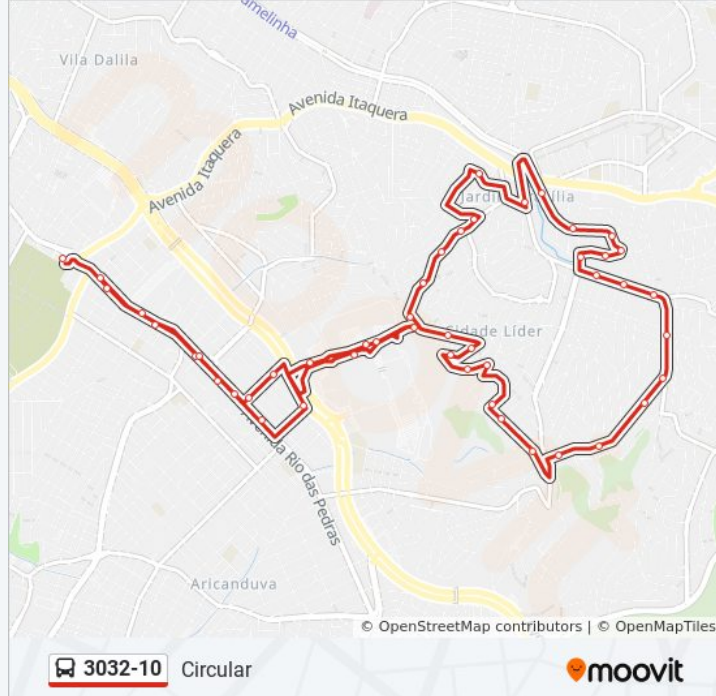 umelinha
Vila Dalila
Avenida Itaquera
Avenida Itaquera
Cidade Líder
Avenida Rio das Pedras
Aricanduva
© OpenStreetMap contributors | © OpenMapTiles
3032-10 Circular
moovit